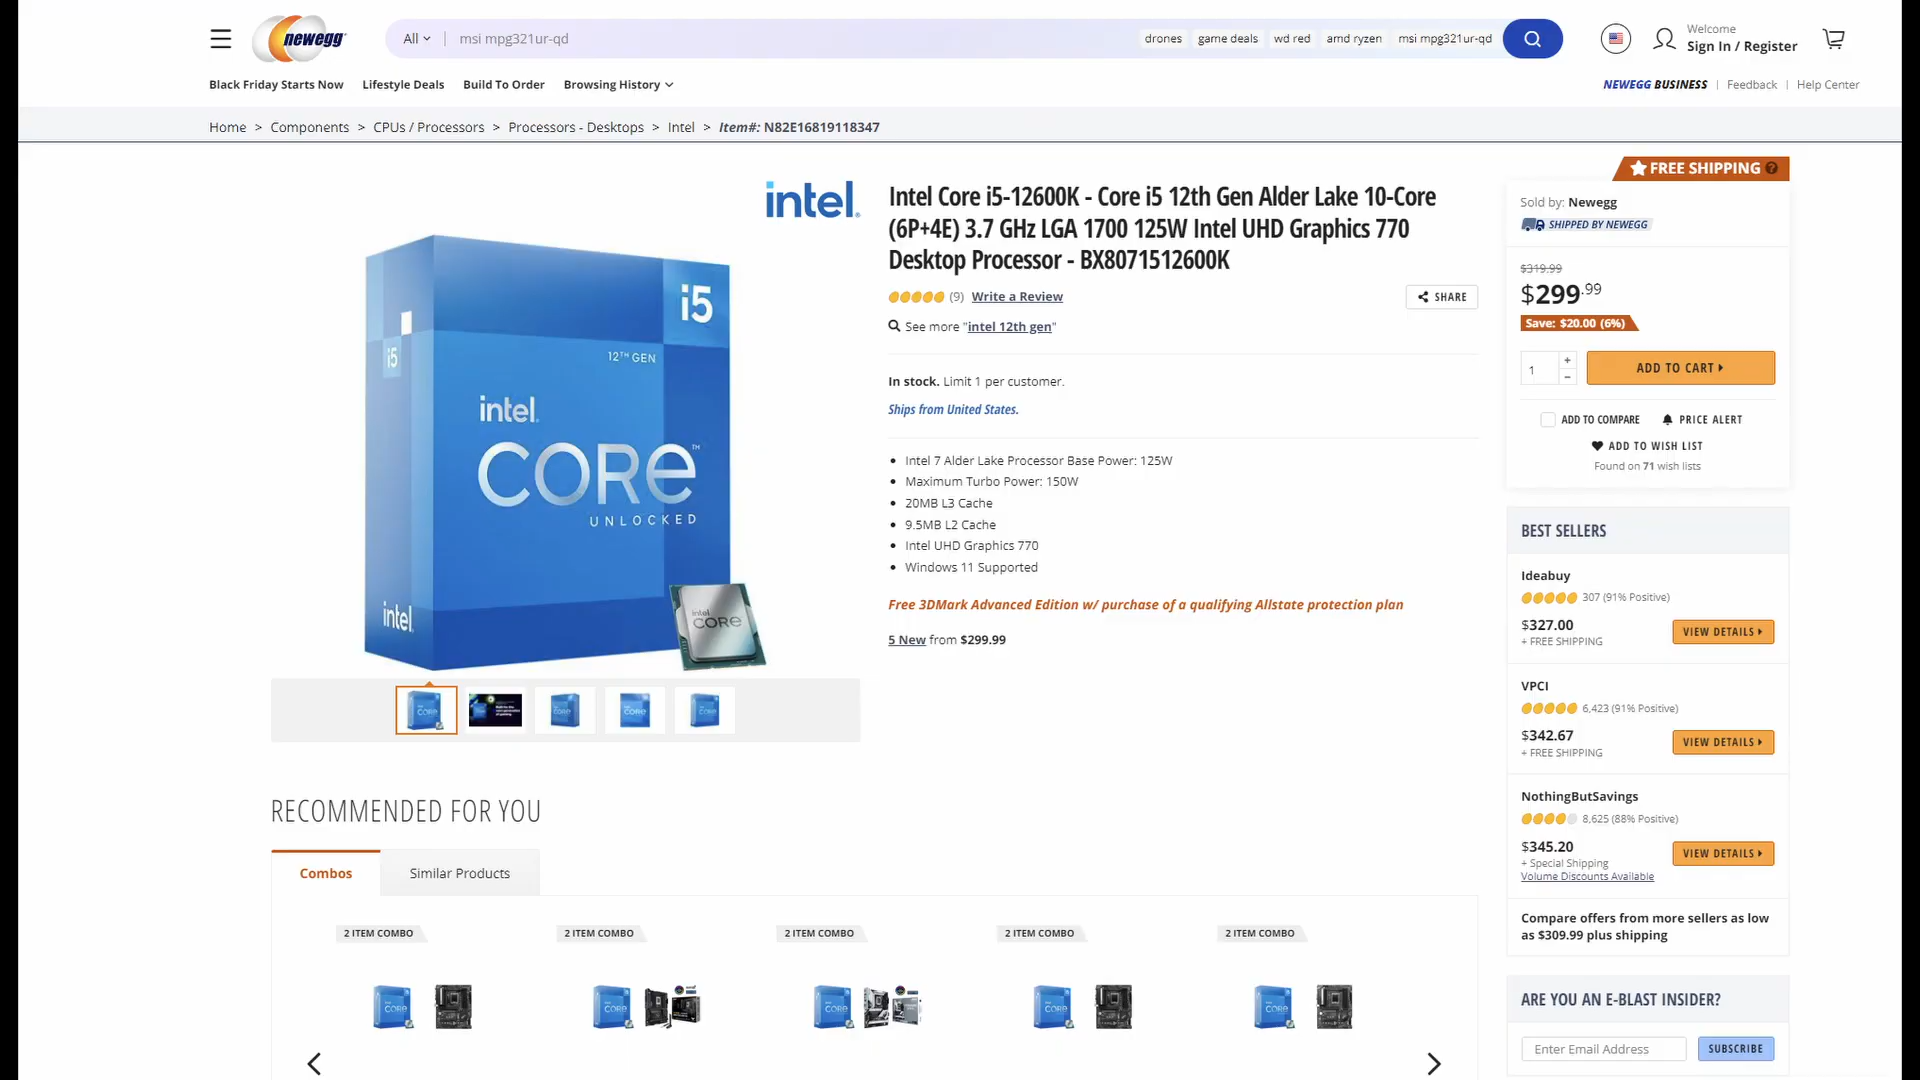 newegg
All
msi mpg321ur-qd
drones
game deals
wd red
amd ryzen
msi mpg321ur-qd
Welcome
Sign In / Register
Black Friday Starts Now
Lifestyle Deals
Build To Order
Browsing History
NEWEGG BUSINESS
Feedback
Help Center
Home > Components > CPUs / Processors > Processors - Desktops > Intel > Item#: N82E16819118347
intel.
i5
i5
12TH GEN
intel.
CORE™
UNLOCKED
intel.
intel
CORE
Intel Core i5-12600K - Core i5 12th Gen Alder Lake 10-Core
(6P+4E) 3.7 GHz LGA 1700 125W Intel UHD Graphics 770
Desktop Processor - BX8071512600K
(9) Write a Review
SHARE
See more "intel 12th gen"
In stock. Limit 1 per customer.
Ships from United States.
Intel 7 Alder Lake Processor Base Power: 125W
Maximum Turbo Power: 150W
20MB L3 Cache
9.5MB L2 Cache
Intel UHD Graphics 770
Windows 11 Supported
Free 3DMark Advanced Edition w/ purchase of a qualifying Allstate protection plan
5 New from $299.99
FREE SHIPPING ?
Sold by: Newegg
SHIPPED BY NEWEGG
$319.99
$299.99
Save: $20.00 (6%)
1
+
−
ADD TO CART
ADD TO COMPARE
PRICE ALERT
ADD TO WISH LIST
Found on 71 wish lists
BEST SELLERS
Ideabuy
307 (91% Positive)
$327.00
+ FREE SHIPPING
VIEW DETAILS
VPCI
6,423 (91% Positive)
$342.67
+ FREE SHIPPING
VIEW DETAILS
NothingButSavings
8,625 (88% Positive)
$345.20
+ Special Shipping
Volume Discounts Available
VIEW DETAILS
Compare offers from more sellers as low
as $309.99 plus shipping
ARE YOU AN E-BLAST INSIDER?
Enter Email Address
SUBSCRIBE
RECOMMENDED FOR YOU
Combos
Similar Products
2 ITEM COMBO
2 ITEM COMBO
2 ITEM COMBO
2 ITEM COMBO
2 ITEM COMBO